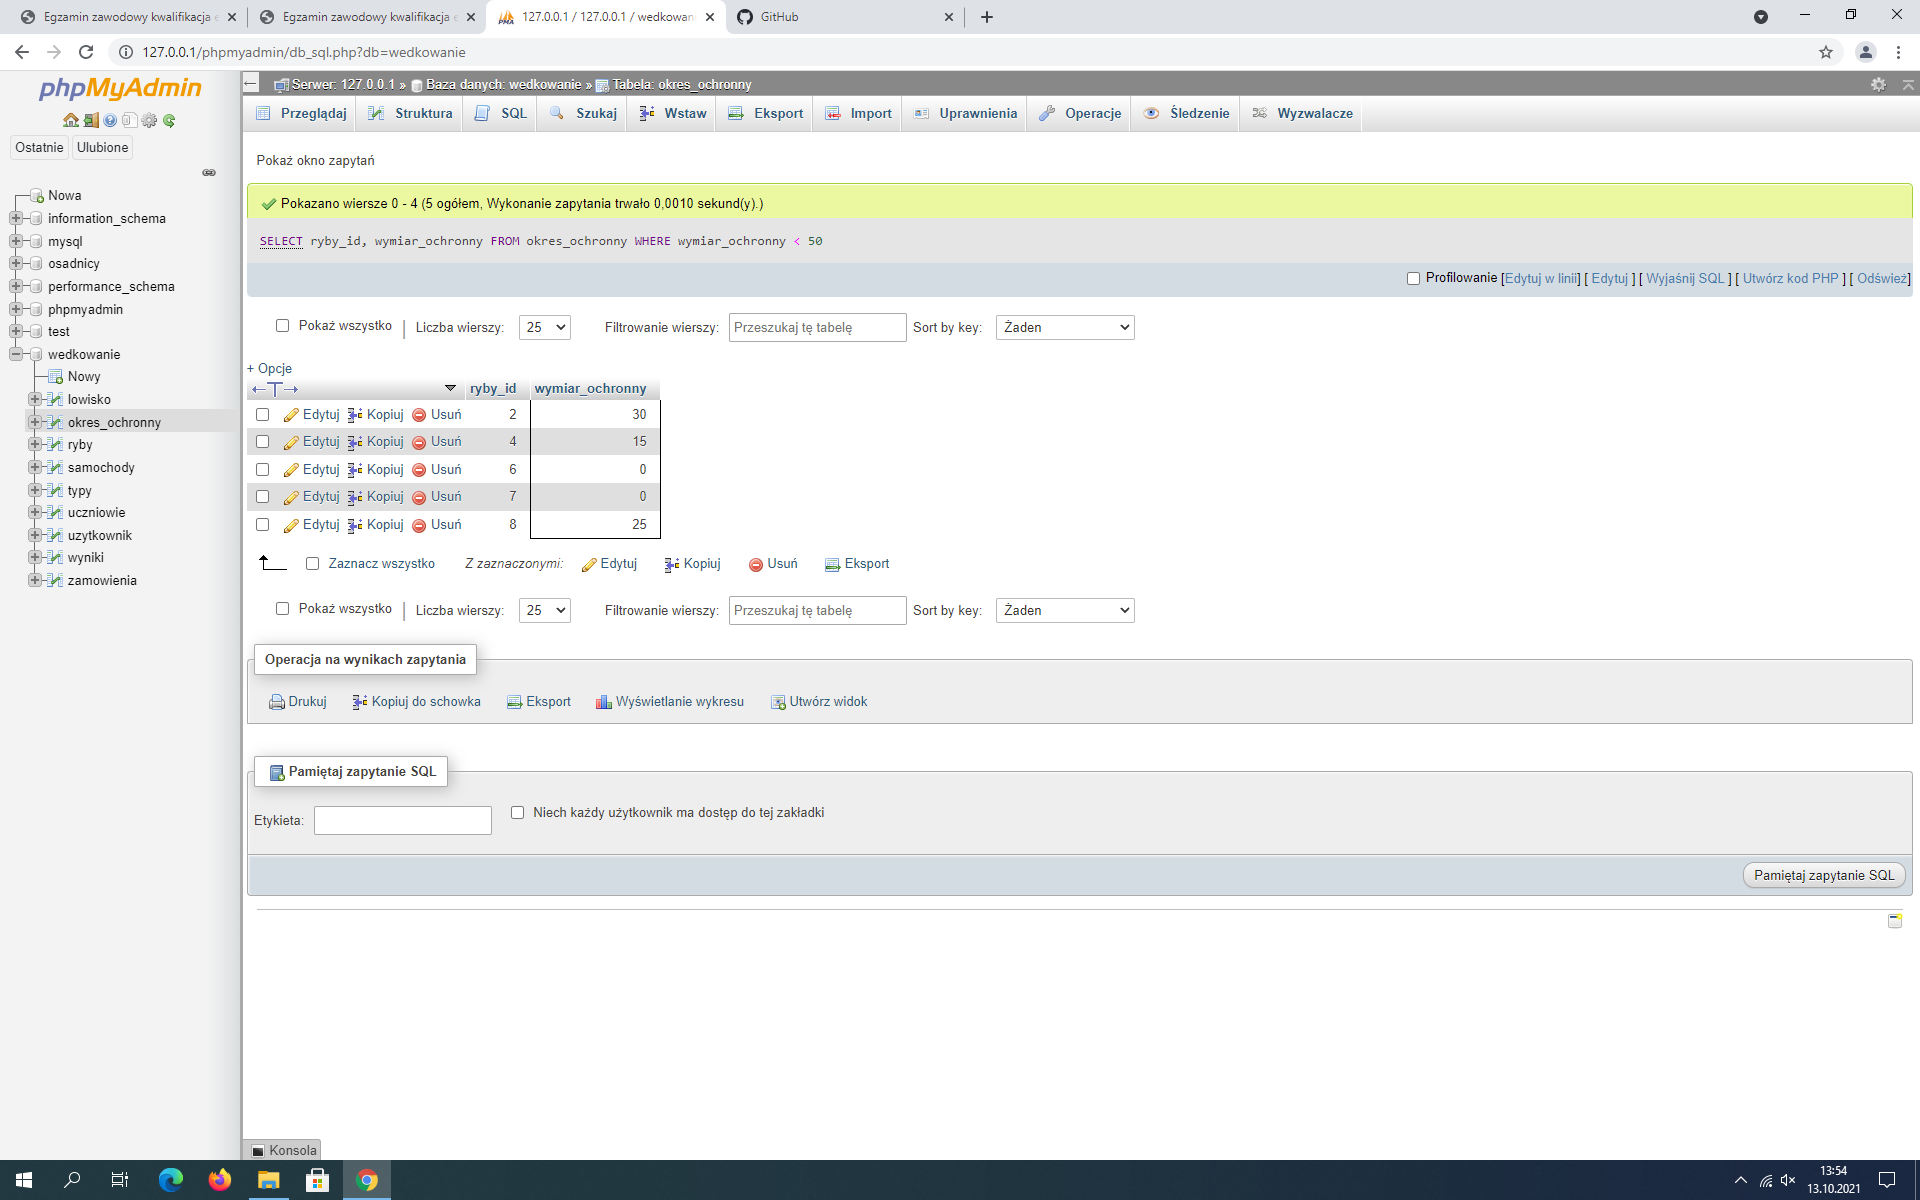 Egzamin zawodowy kwalifikacja e
Egzamin zawodowy kwalifikacja e
127.0.0.1 / 127.0.0.1 / wedkowan
GitHub
127.0.0.1/phpmyadmin/db_sql.php?db=wedkowanie
phpMyAdmin
Serwer: 127.0.0.1 » Baza danych: wedkowanie » Tabela: okres_ochronny
Przeglądaj Struktura SQL Szukaj Wstaw Eksport Import Uprawnienia Operacje Śledzenie Wyzwalacze
Ostatnie Ulubione
Nowa
information_schema
mysql
osadnicy
performance_schema
phpmyadmin
test
wedkowanie
Nowy
lowisko
okres_ochronny
ryby
samochody
typy
uczniowie
uzytkownik
wyniki
zamowienia
Pokaż okno zapytań
Pokazano wiersze 0 - 4 (5 ogółem, Wykonanie zapytania trwało 0,0010 sekund(y).)
SELECT ryby_id, wymiar_ochronny FROM okres_ochronny WHERE wymiar_ochronny < 50
Profilowanie [Edytuj w linii] [ Edytuj ] [ Wyjaśnij SQL ] [ Utwórz kod PHP ] [ Odśwież]
Pokaż wszystko | Liczba wierszy: 25 Filtrowanie wierszy: Przeszukaj tę tabelę Sort by key: Żaden
+ Opcje
←T→ ryby_id wymiar_ochronny
Edytuj Kopiuj Usuń 2 30
Edytuj Kopiuj Usuń 4 15
Edytuj Kopiuj Usuń 6 0
Edytuj Kopiuj Usuń 7 0
Edytuj Kopiuj Usuń 8 25
Zaznacz wszystko Z zaznaczonymi: Edytuj Kopiuj Usuń Eksport
Pokaż wszystko | Liczba wierszy: 25 Filtrowanie wierszy: Przeszukaj tę tabelę Sort by key: Żaden
Operacja na wynikach zapytania
Drukuj Kopiuj do schowka Eksport Wyświetlanie wykresu Utwórz widok
Pamiętaj zapytanie SQL
Etykieta: Niech każdy użytkownik ma dostęp do tej zakładki
Pamiętaj zapytanie SQL
Konsola
13:54
13.10.2021